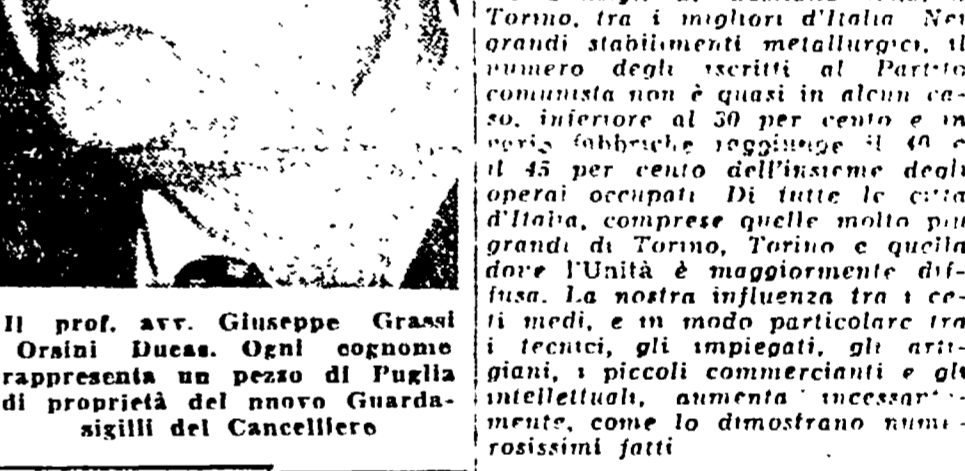 Il prof. avv. Giuseppe Grassi
Orsini Ducas. Ogni cognome
rappresenta un pezzo di Puglia
di proprietà del nuovo Guarda-
sigilli del Cancelliero
Torino, tra i migliori d'Italia Nei
grandi stabilimenti metallurgici, il
numero degli iscritti al Partito
comunista non è quasi in alcun ca-
so, inferiore al 30 per cento e in
varie fabbriche raggiunge il 40 e
il 45 per cento dell'insieme degli
operai occupati Di tutte le città
d'Italia, comprese quelle molto più
grandi di Torino, Torino e quella
dove l'Unità è maggiormente dif-
fusa. La nostra influenza tra i ce-
ti medi, e in modo particolare tra
i tecnici, gli impiegati, gli arti-
giani, i piccoli commercianti e gli
intellettuali, aumenta incessante-
mente, come lo dimostrano nume-
rosissimi fatti